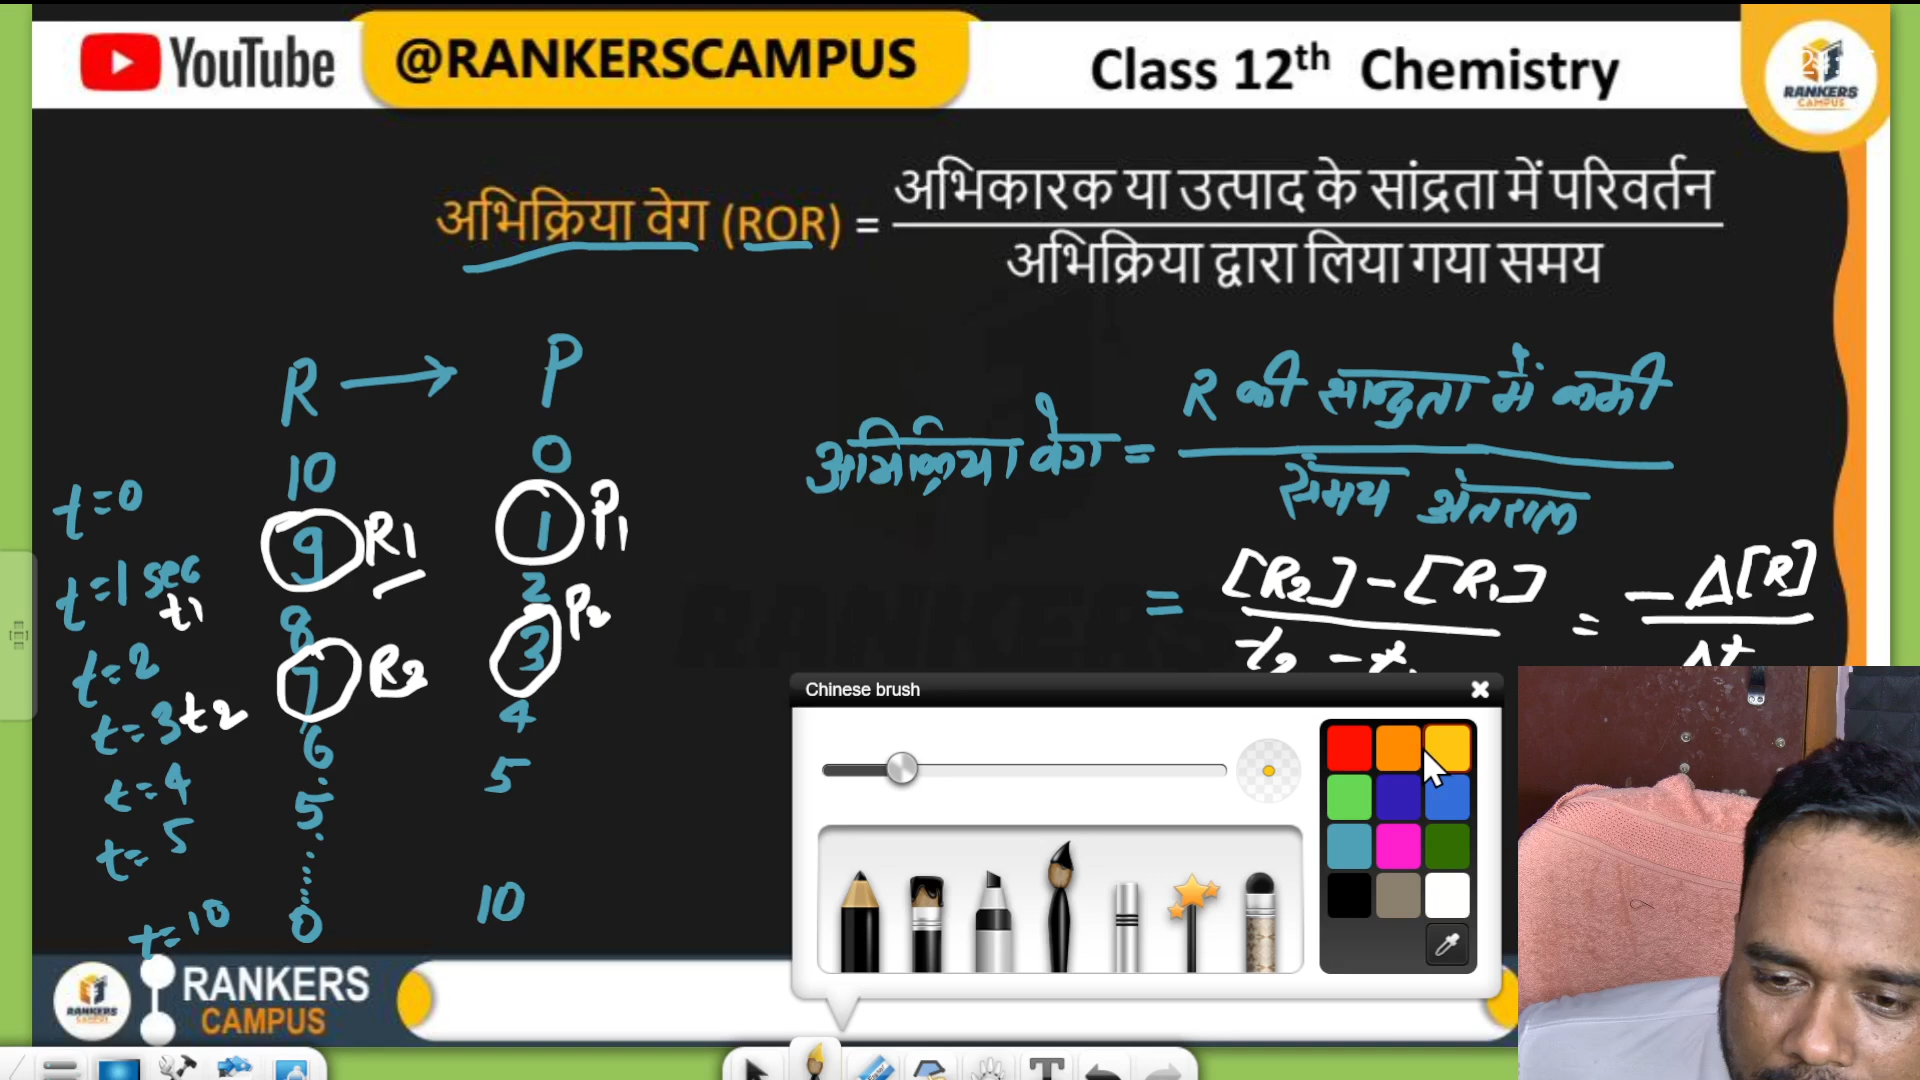 YouTube @RANKERSCAMPUS Class 12th Chemistry
RANKERS CAMPUS
अभिक्रिया वेग (ROR) = अभिकारक या उत्पाद के सांद्रता में परिवर्तन
अभिक्रिया द्वारा लिया गया समय
R → P
अभिक्रिया वेग = R की सान्द्रता में कमी
समय अंतराल
t=0 10 0
t=1 sec t1 9 R1 1 P1
= [R2] - [R1] = -Δ[R]
t2 - t1 Δt
8 2
t=2
7 R2 3 P2
t=3 t2
6 4
t=4
5 5
t=5
t=10 0 10
Chinese brush
RANKERS
CAMPUS
RANKERS
CAMPUS